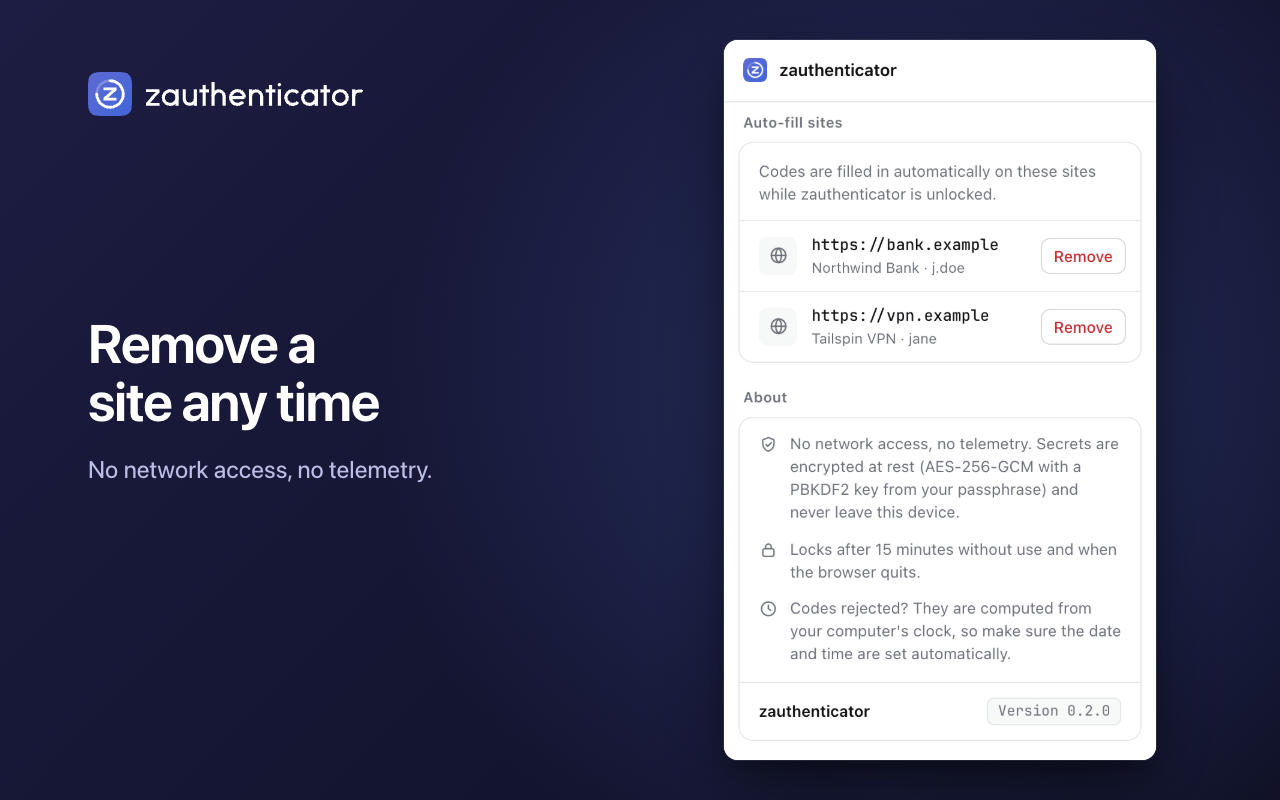 zauthenticator
Remove a
site any time
No network access, no telemetry.
zauthenticator
Auto-fill sites
Codes are filled in automatically on these sites
while zauthenticator is unlocked.
https://bank.example
Northwind Bank · j.doe
Remove
https://vpn.example
Tailspin VPN · jane
Remove
About
No network access, no telemetry. Secrets are
encrypted at rest (AES-256-GCM with a
PBKDF2 key from your passphrase) and
never leave this device.
Locks after 15 minutes without use and when
the browser quits.
Codes rejected? They are computed from
your computer's clock, so make sure the date
and time are set automatically.
zauthenticator
Version 0.2.0